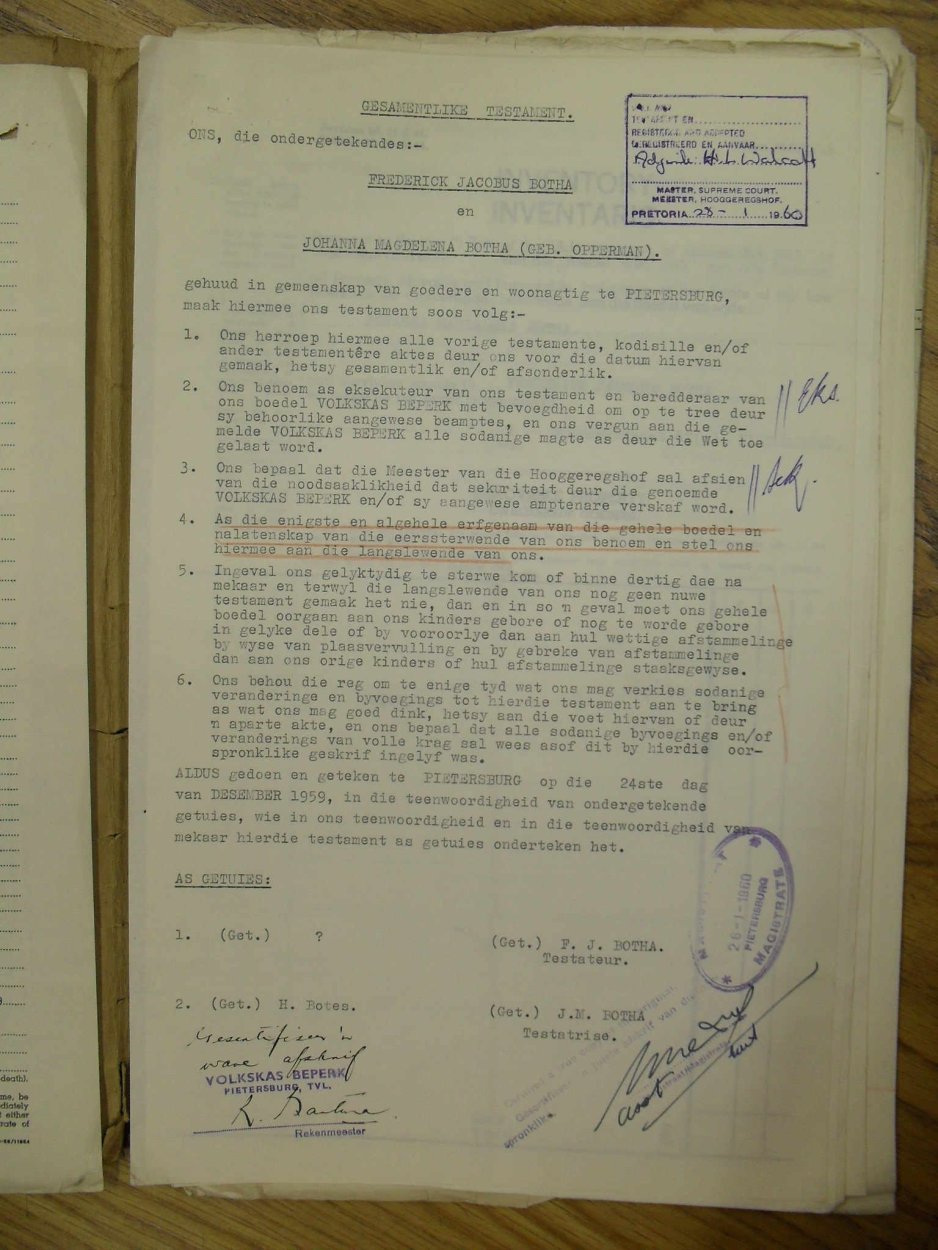 GESAMENTLIKE TESTAMENT.
REGISTERED AND ACCEPTED
GEREGISTREERD EN AANVAAR
MASTER, SUPREME COURT.
MEESTER, HOOGGEREGSHOF.
PRETORIA 28 - 1 1960
ONS, die ondergetekendes:-
FREDERICK JACOBUS BOTHA
en
JOHANNA MAGDELENA BOTHA (GEB. OPPERMAN).
gehuud in gemeenskap van goedere en woonagtig te PIETERSBURG,
maak hiermee ons testament soos volg:-
1. Ons herroep hiermee alle vorige testamente, kodisille en/of
ander testamentêre aktes deur ons voor die datum hiervan
gemaak, hetsy gesamentlik en/of afsonderlik.
2. Ons benoem as eksekuteur van ons testament en beredderaar van
ons boedel VOLKSKAS BEPERK met bevoegdheid om op te tree deur
sy behoorlike aangewese beamptes, en ons vergun aan die ge-
melde VOLKSKAS BEPERK alle sodanige magte as deur die Wet toe
gelaat word.
Eks.
3. Ons bepaal dat die Meester van die Hooggeregshof sal afsien
van die noodsaaklikheid dat sekuriteit deur die genoemde
VOLKSKAS BEPERK en/of sy aangewese amptenare verskaf word.
4. As die enigste en algehele erfgenaam van die gehele boedel en
nalatenskap van die eerssterwende van ons benoem en stel ons
hiermee aan die langslewende van ons.
5. Ingeval ons gelyktydig te sterwe kom of binne dertig dae na
mekaar en terwyl die langslewende van ons nog geen nuwe
testament gemaak het nie, dan en in so 'n geval moet ons gehele
boedel oorgaan aan ons kinders gebore of nog te worde gebore
in gelyke dele of by vooroorlye dan aan hul wettige afstammelinge
by wyse van plaasvervulling en by gebreke van afstammelinge
dan aan ons orige kinders of hul afstammelinge staaksgewyse.
6. Ons behou die reg om te enige tyd wat ons mag verkies sodanige
veranderinge en byvoegings tot hierdie testament aan te bring
as wat ons mag goed dink, hetsy aan die voet hiervan of deur
'n aparte akte, en ons bepaal dat alle sodanige byvoegings en/of
veranderings van volle krag sal wees asof dit by hierdie oor-
spronklike geskrif ingelyf was.
ALDUS gedoen en geteken te PIETERSBURG op die 24ste dag
van DESEMBER 1959, in die teenwoordigheid van ondergetekende
getuies, wie in ons teenwoordigheid en in die teenwoordigheid van
mekaar hierdie testament as getuies onderteken het.
AS GETUIES:
1. (Get.) ?
(Get.) F. J. BOTHA.
Testateur.
26-1-1960
PIETERSBURG
MAGISTRATE
2. (Get.) H. Botes.
(Get.) J.M. BOTHA
Testatrise.
Gesertifiseer 'n
ware afskrif
VOLKSKAS BEPERK
PIETERSBURG, TVL.
Rekenmeester